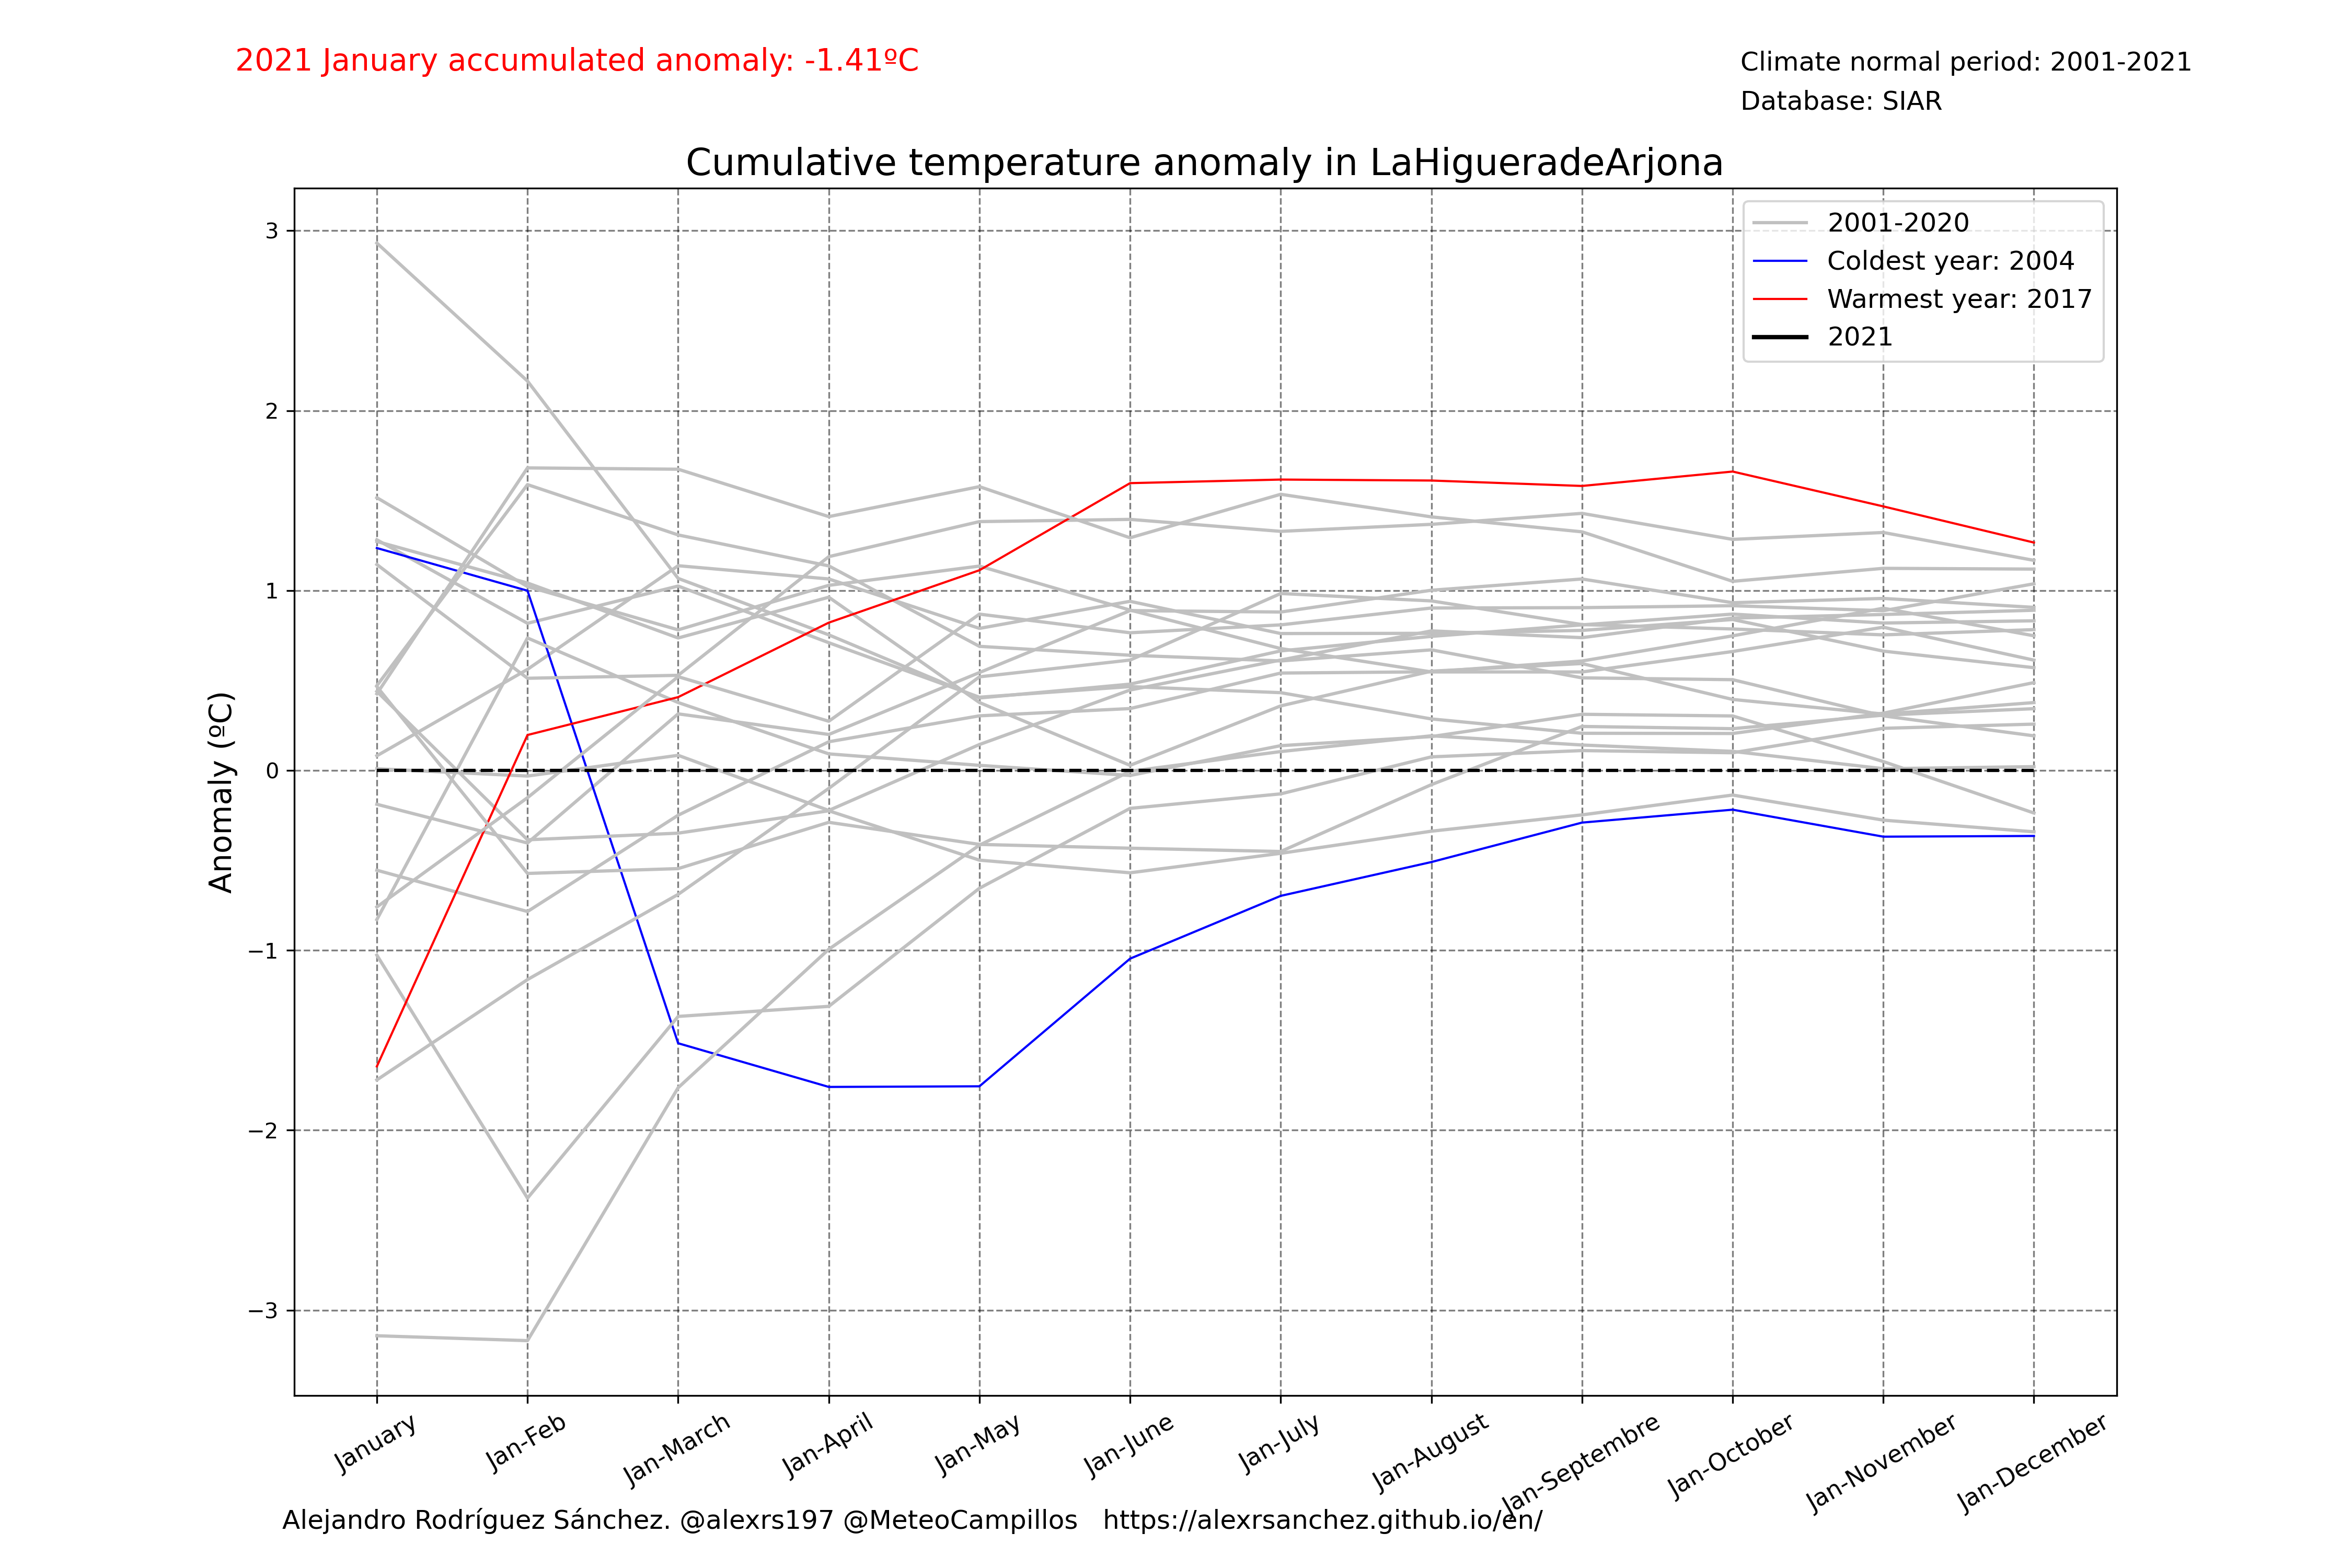 2021 January accumulated anomaly: -1.41ºC
Climate normal period: 2001-2021
Database: SIAR
Cumulative temperature anomaly in LaHigueradeArjona
2001-2020
Coldest year: 2004
Warmest year: 2017
2021
Anomaly (ºC)
3
2
1
0
−1
−2
−3
January
Jan-Feb
Jan-March
Jan-April
Jan-May
Jan-June
Jan-July
Jan-August
Jan-Septembre
Jan-October
Jan-November
Jan-December
Alejandro Rodríguez Sánchez. @alexrs197 @MeteoCampillos https://alexrsanchez.github.io/en/